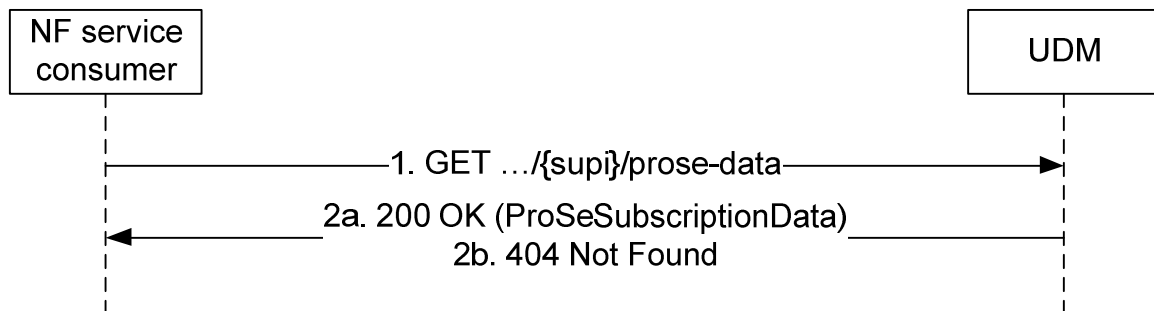 NF service
consumer
UDM
1. GET …/{supi}/prose-data
2a. 200 OK (ProSeSubscriptionData)
2b. 404 Not Found